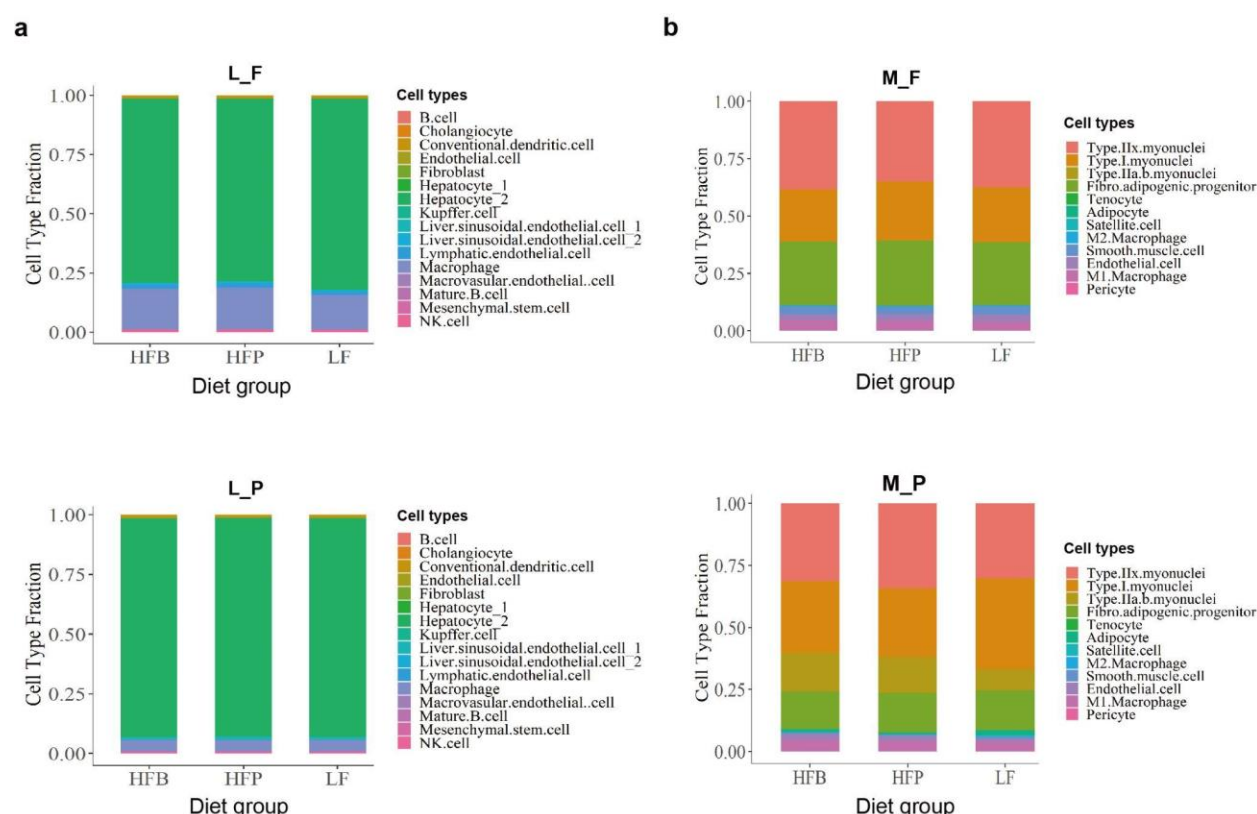 a
L_F
Cell Type Fraction
1.00
0.75
0.50
0.25
0.00
HFB HFP LF
Diet group
Cell types
B.cell
Cholangiocyte
Conventional.dendritic.cell
Endothelial.cell
Fibroblast
Hepatocyte_1
Hepatocyte_2
Kupffer.cell
Liver.sinusoidal.endothelial.cell_1
Liver.sinusoidal.endothelial.cell_2
Lymphatic.endothelial.cell
Macrophage
Macrovasular.endothelial..cell
Mature.B.cell
Mesenchymal.stem.cell
NK.cell
b
M_F
Cell Type Fraction
1.00
0.75
0.50
0.25
0.00
HFB HFP LF
Diet group
Cell types
Type.IIx.myonuclei
Type.I.myonuclei
Type.IIa.b.myonuclei
Fibro.adipogenic.progenitor
Tenocyte
Adipocyte
Satellite.cell
M2.Macrophage
Smooth.muscle.cell
Endothelial.cell
M1.Macrophage
Pericyte
L_P
Cell Type Fraction
1.00
0.75
0.50
0.25
0.00
HFB HFP LF
Diet group
Cell types
B.cell
Cholangiocyte
Conventional.dendritic.cell
Endothelial.cell
Fibroblast
Hepatocyte_1
Hepatocyte_2
Kupffer.cell
Liver.sinusoidal.endothelial.cell_1
Liver.sinusoidal.endothelial.cell_2
Lymphatic.endothelial.cell
Macrophage
Macrovasular.endothelial..cell
Mature.B.cell
Mesenchymal.stem.cell
NK.cell
M_P
Cell Type Fraction
1.00
0.75
0.50
0.25
0.00
HFB HFP LF
Diet group
Cell types
Type.IIx.myonuclei
Type.I.myonuclei
Type.IIa.b.myonuclei
Fibro.adipogenic.progenitor
Tenocyte
Adipocyte
Satellite.cell
M2.Macrophage
Smooth.muscle.cell
Endothelial.cell
M1.Macrophage
Pericyte